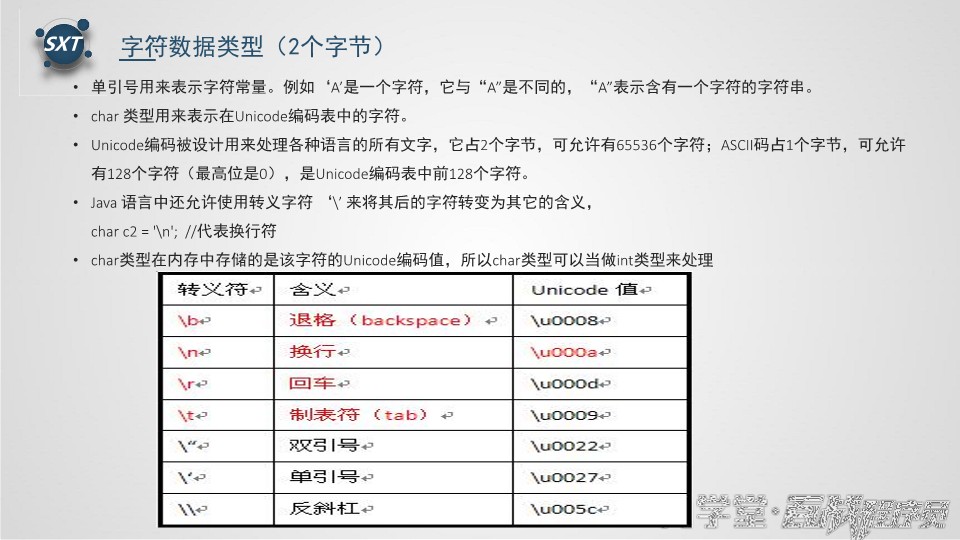 SXT
字符数据类型（2个字节）
• 单引号用来表示字符常量。例如‘A’是一个字符，它与“A”是不同的，“A”表示含有一个字符的字符串。
• char 类型用来表示在Unicode编码表中的字符。
• Unicode编码被设计用来处理各种语言的所有文字，它占2个字节，可允许有65536个字符；ASCII码占1个字节，可允许
有128个字符（最高位是0），是Unicode编码表中前128个字符。
• Java 语言中还允许使用转义字符 ‘\’ 来将其后的字符转变为其它的含义，
char c2 = '\n'; //代表换行符
• char类型在内存中存储的是该字符的Unicode编码值，所以char类型可以当做int类型来处理
转义符↵ 含义↵ Unicode 值↵
\b↵ 退格（backspace）↵ \u0008↵
\n↵ 换行↵ \u000a↵
\r↵ 回车↵ \u000d↵
\t↵ 制表符（tab）↵ \u0009↵
\“↵ 双引号↵ \u0022↵
\‘↵ 单引号↵ \u0027↵
\\↵ 反斜杠↵ \u005c↵
学堂·